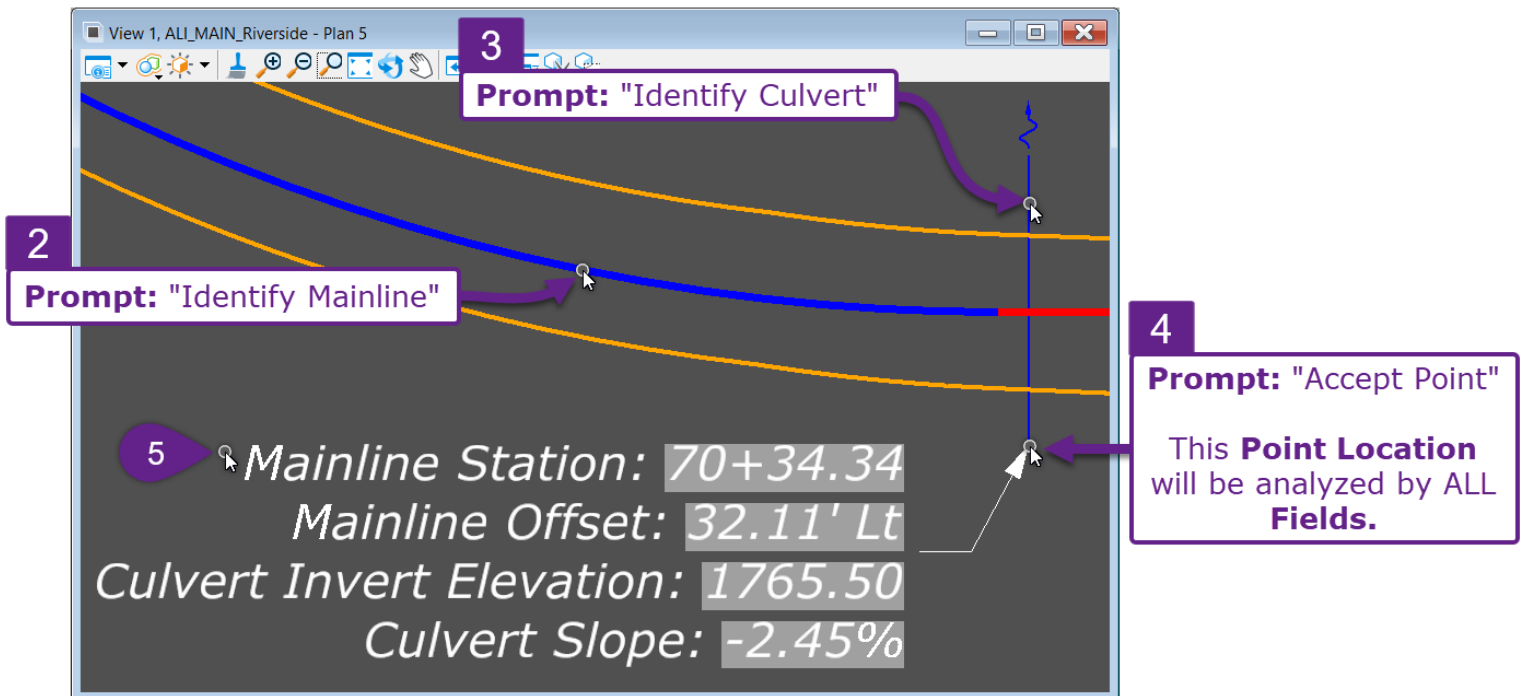 View 1, ALI_MAIN_Riverside - Plan 5
3
Prompt: "Identify Culvert"
2
Prompt: "Identify Mainline"
4
Prompt: "Accept Point"
This Point Location
will be analyzed by ALL
Fields.
5
Mainline Station: 70+34.34
Mainline Offset: 32.11' Lt
Culvert Invert Elevation: 1765.50
Culvert Slope: -2.45%